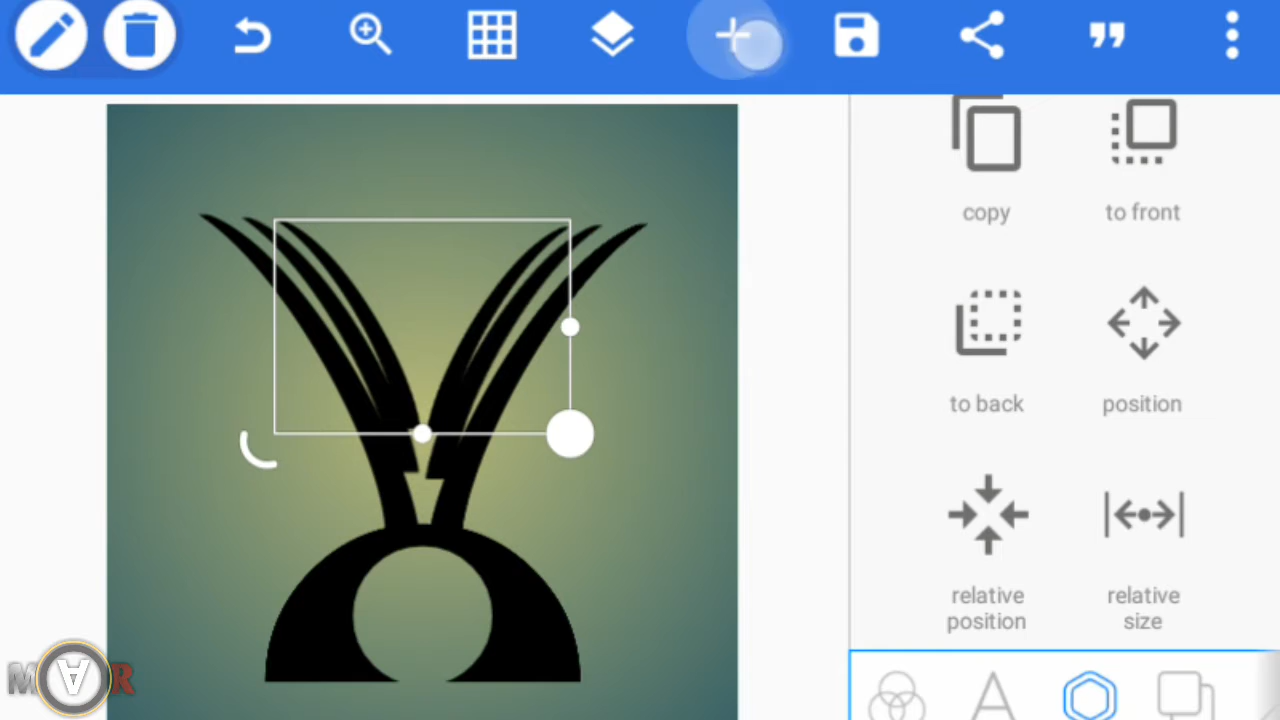 copy
to front
to back
position
relative
position
relative
size
M A R